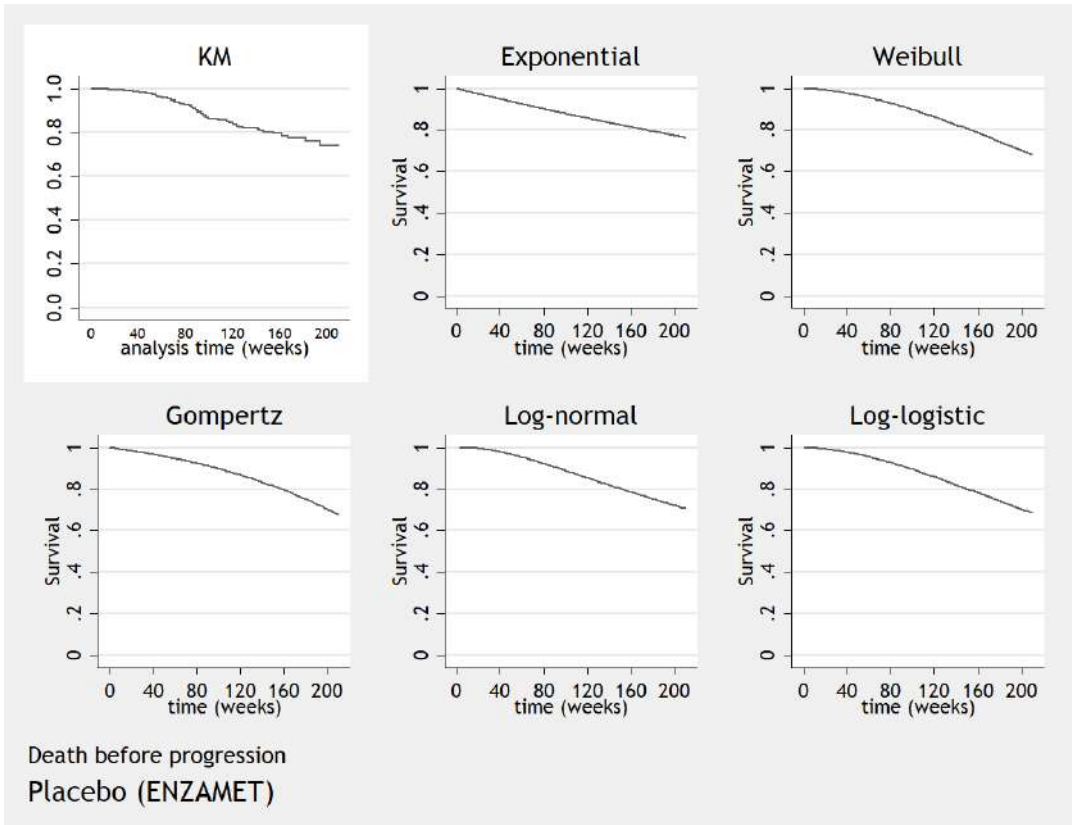 KM
1.0
0.8
0.6
0.4
0.2
0.0
0 40 80 120 160 200
analysis time (weeks)
Exponential
Survival
1
.8
.6
.4
.2
0
0 40 80 120 160 200
time (weeks)
Weibull
Survival
1
.8
.6
.4
.2
0
0 40 80 120 160 200
time (weeks)
Gompertz
Survival
1
.8
.6
.4
.2
0
0 40 80 120 160 200
time (weeks)
Log-normal
Survival
1
.8
.6
.4
.2
0
0 40 80 120 160 200
time (weeks)
Log-logistic
Survival
1
.8
.6
.4
.2
0
0 40 80 120 160 200
time (weeks)
Death before progression
Placebo (ENZAMET)